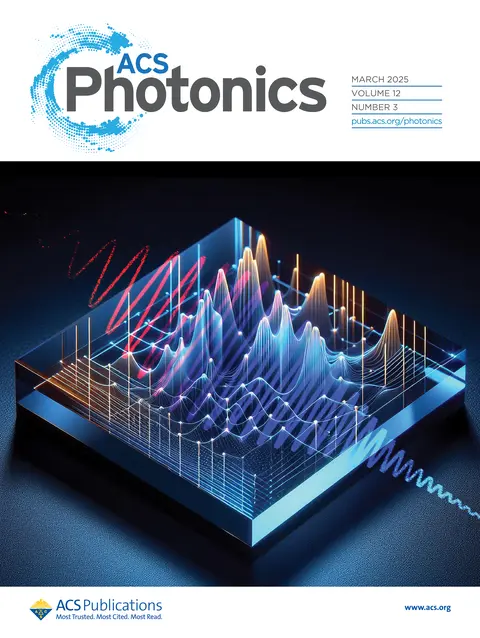 ACS
Photonics
MARCH 2025
VOLUME 12
NUMBER 3
pubs.acs.org/photonics
ACS Publications
Most Trusted. Most Cited. Most Read.
www.acs.org